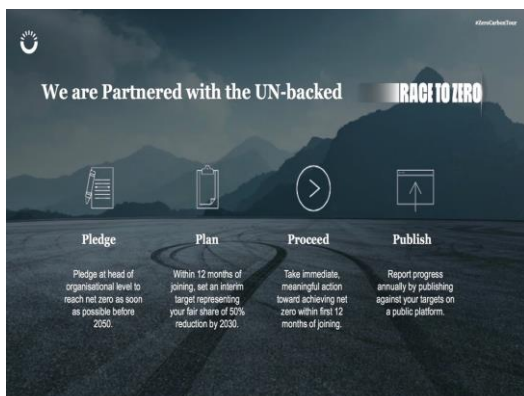 #ZeroCarbonTour
We are Partnered with the UN-backed RACE TO ZERO
Pledge
Pledge at head of
organisational level to
reach net zero as soon
as possible before
2050.
Plan
Within 12 months of
joining, set an interim
target representing
your fair share of 50%
reduction by 2030.
Proceed
Take immediate,
meaningful action
toward achieving net
zero within first 12
months of joining.
Publish
Report progress
annually by publishing
against your targets on
a public platform.